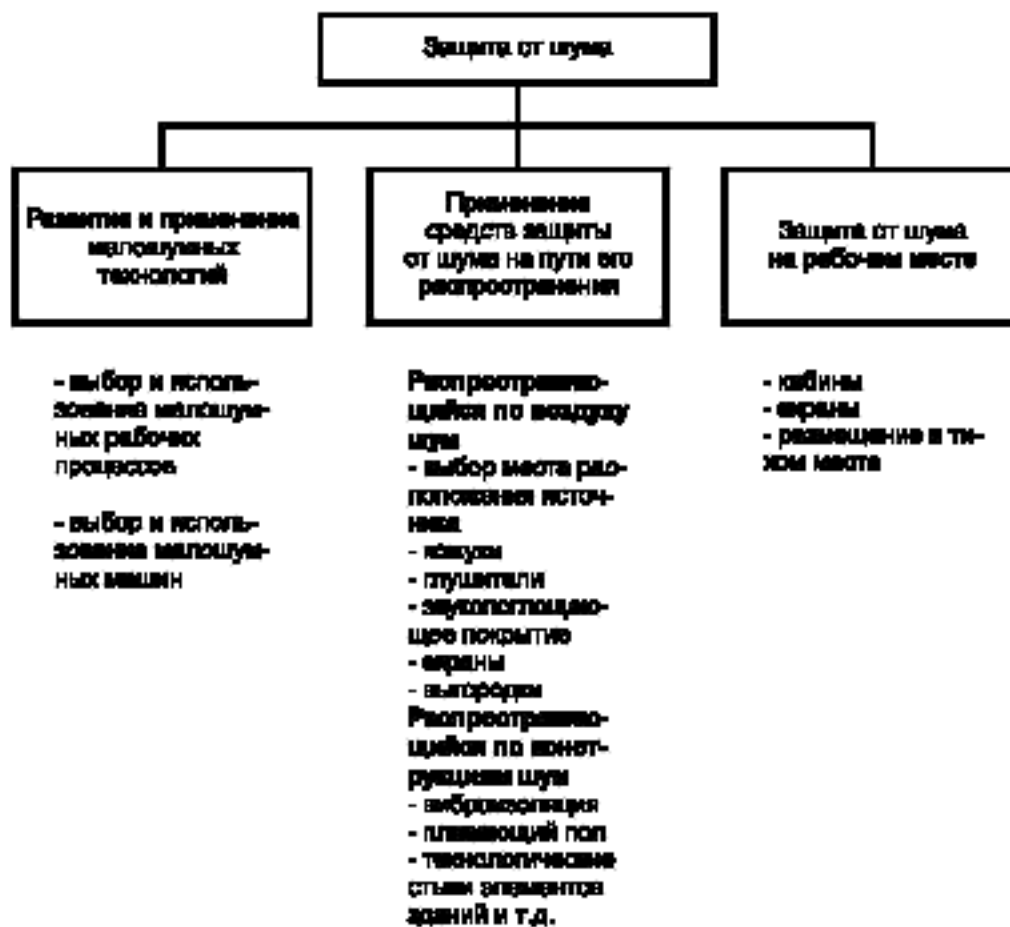 Защита от шума
Развитие и применение
малошумных
технологий
Применение
средств защиты
от шума на пути его
распространения
Защита от шума
на рабочем месте
- выбор и исполь-
зование малошум-
ных рабочих
процессов
- выбор и исполь-
зование малошум-
ных машин
Распространяю-
щийся по воздуху
шум
- выбор места рас-
положения источ-
ника
- кожухи
- глушители
- звукопоглощаю-
щее покрытие
- экраны
- выгородки
Распространяю-
щийся по конст-
рукциям шум
- виброизоляция
- плавающий пол
- технологические
стыки элементов
зданий и т.д.
- кабины
- экраны
- размещение в ти-
хом месте